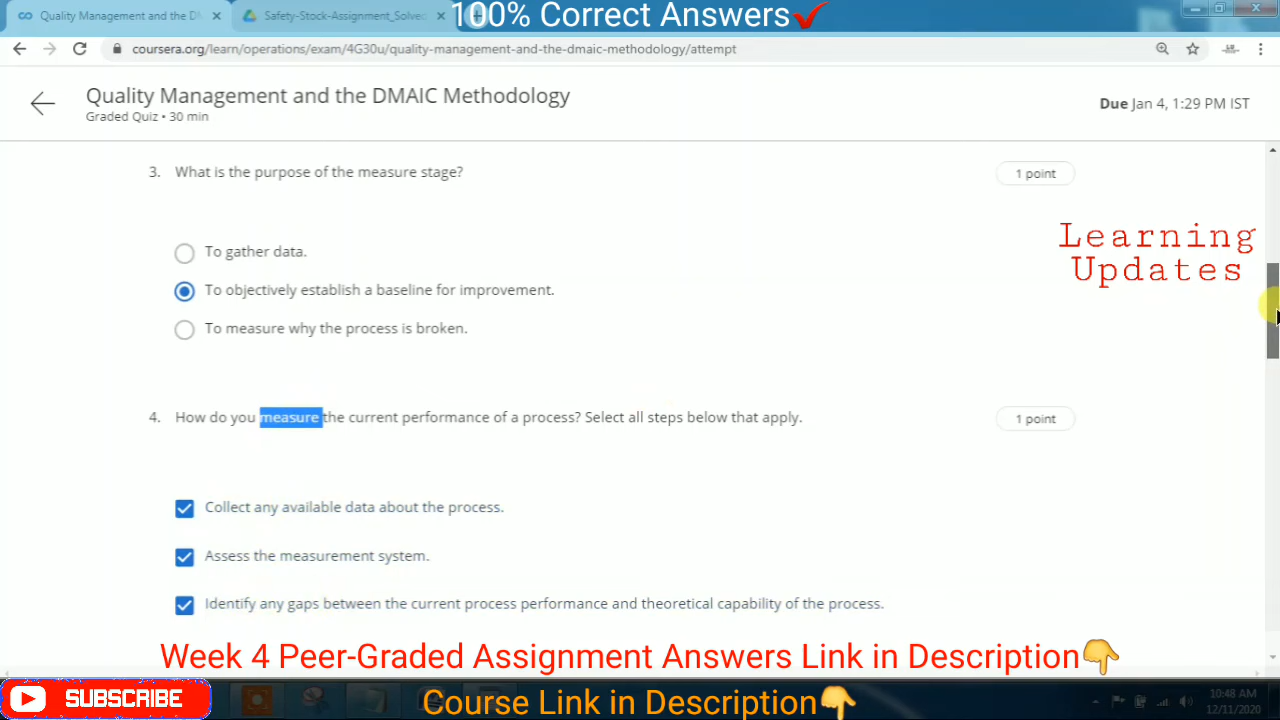 Quality Management and the D
Safety-Stock-Assignment_Solve
100% Correct Answers
coursera.org/learn/operations/exam/4G30u/quality-management-and-the-dmaic-methodology/attempt
Quality Management and the DMAIC Methodology
Graded Quiz • 30 min
Due Jan 4, 1:29 PM IST
3. What is the purpose of the measure stage?
1 point
To gather data.
To objectively establish a baseline for improvement.
To measure why the process is broken.
Learning
Updates
4. How do you measure the current performance of a process? Select all steps below that apply.
1 point
Collect any available data about the process.
Assess the measurement system.
Identify any gaps between the current process performance and theoretical capability of the process.
Week 4 Peer-Graded Assignment Answers Link in Description👇
SUBSCRIBE
Course Link in Description👇
10:48 AM
12/11/2020